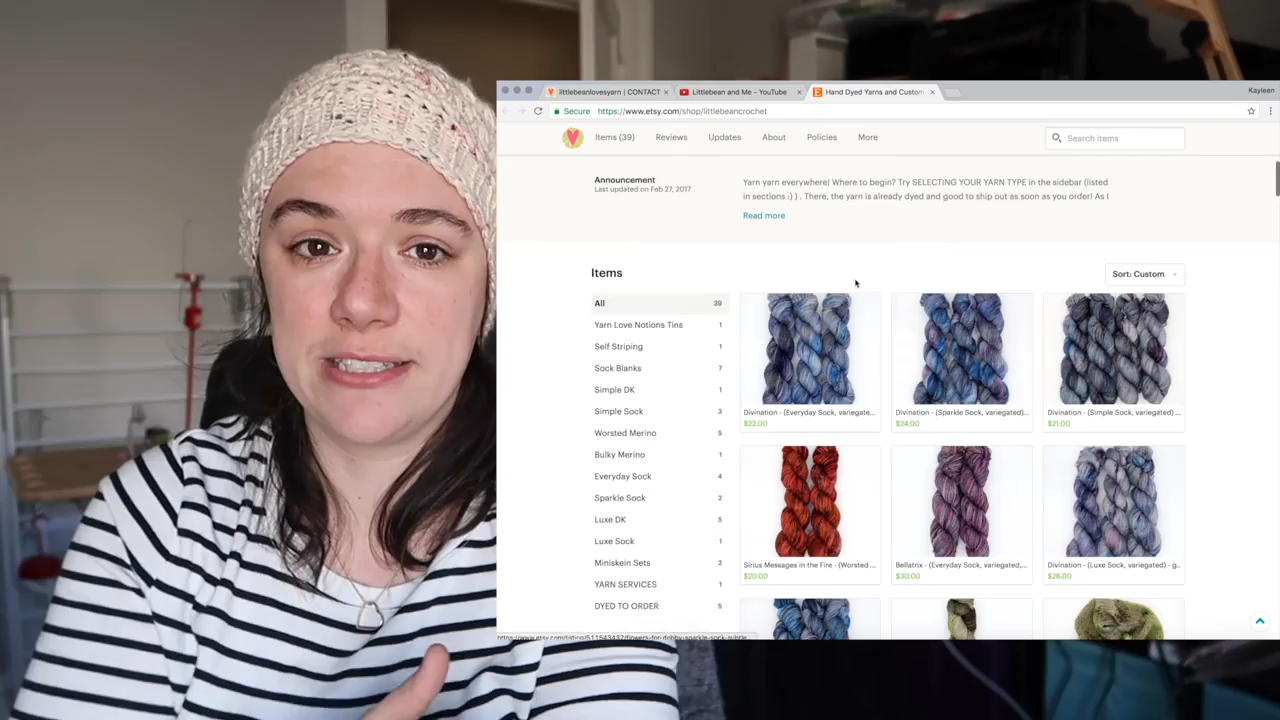 littlebeanlovesyarn | CONTACT
Littlebean and Me - YouTube
Hand Dyed Yarns and Custom
Kayleen
Secure https://www.etsy.com/shop/littlebeancrochet
Items (39) Reviews Updates About Policies More
Search items
Announcement
Last updated on Feb 27, 2017
Yarn yarn everywhere! Where to begin? Try SELECTING YOUR YARN TYPE in the sidebar (listed
in sections :) ) . There, the yarn is already dyed and good to ship out as soon as you order! As I
Read more
Items
Sort: Custom
All 39
Yarn Love Notions Tins 1
Self Striping 1
Sock Blanks 7
Simple DK 1
Simple Sock 3
Worsted Merino 5
Bulky Merino 1
Everyday Sock 4
Sparkle Sock 2
Luxe DK 5
Luxe Sock 1
Miniskein Sets 2
YARN SERVICES 1
DYED TO ORDER 5
Divination - (Everyday Sock, variegate...
$22.00
Divination - (Sparkle Sock, variegated)...
$24.00
Divination - (Simple Sock, variegated) ...
$21.00
Sirius Messages in the Fire - (Worsted ...
$20.00
Bellatrix - (Everyday Sock, variegated,...
$30.00
Divination - (Luxe Sock, variegated) - g..
$26.00